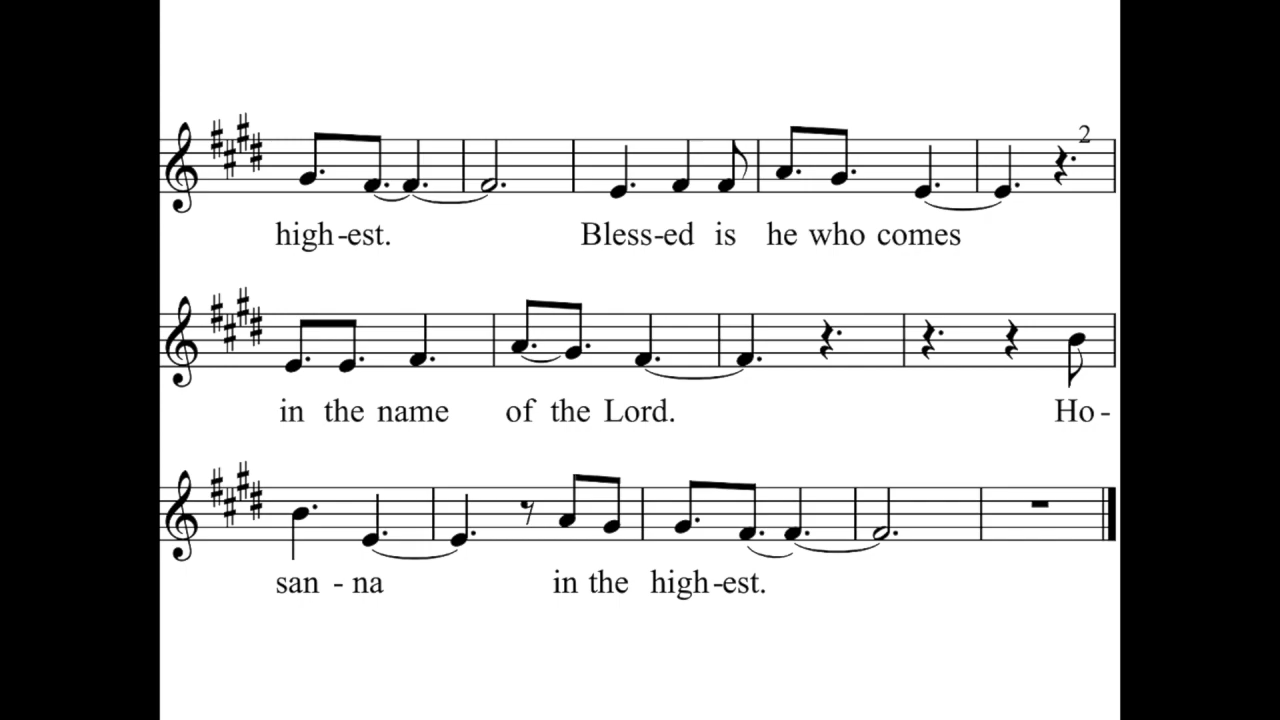 2
high-est. Bless-ed is he who comes
in the name of the Lord. Ho-
san - na in the high-est.